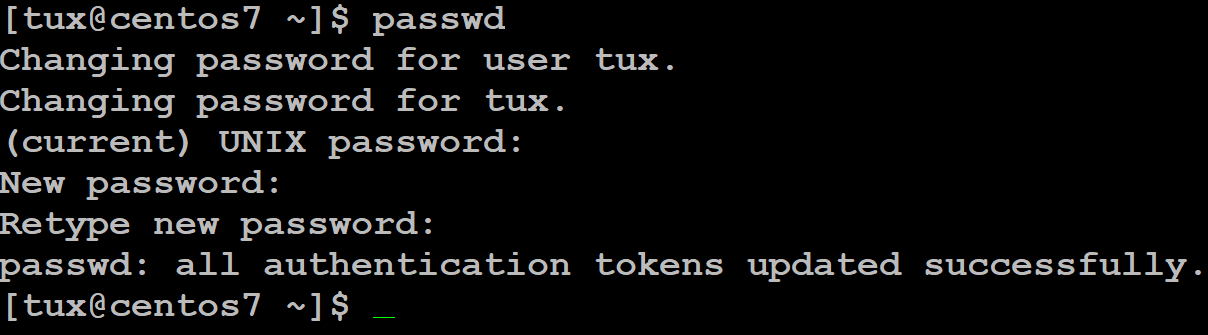 [tux@centos7 ~]$ passwd
Changing password for user tux.
Changing password for tux.
(current) UNIX password:
New password:
Retype new password:
passwd: all authentication tokens updated successfully.
[tux@centos7 ~]$ _